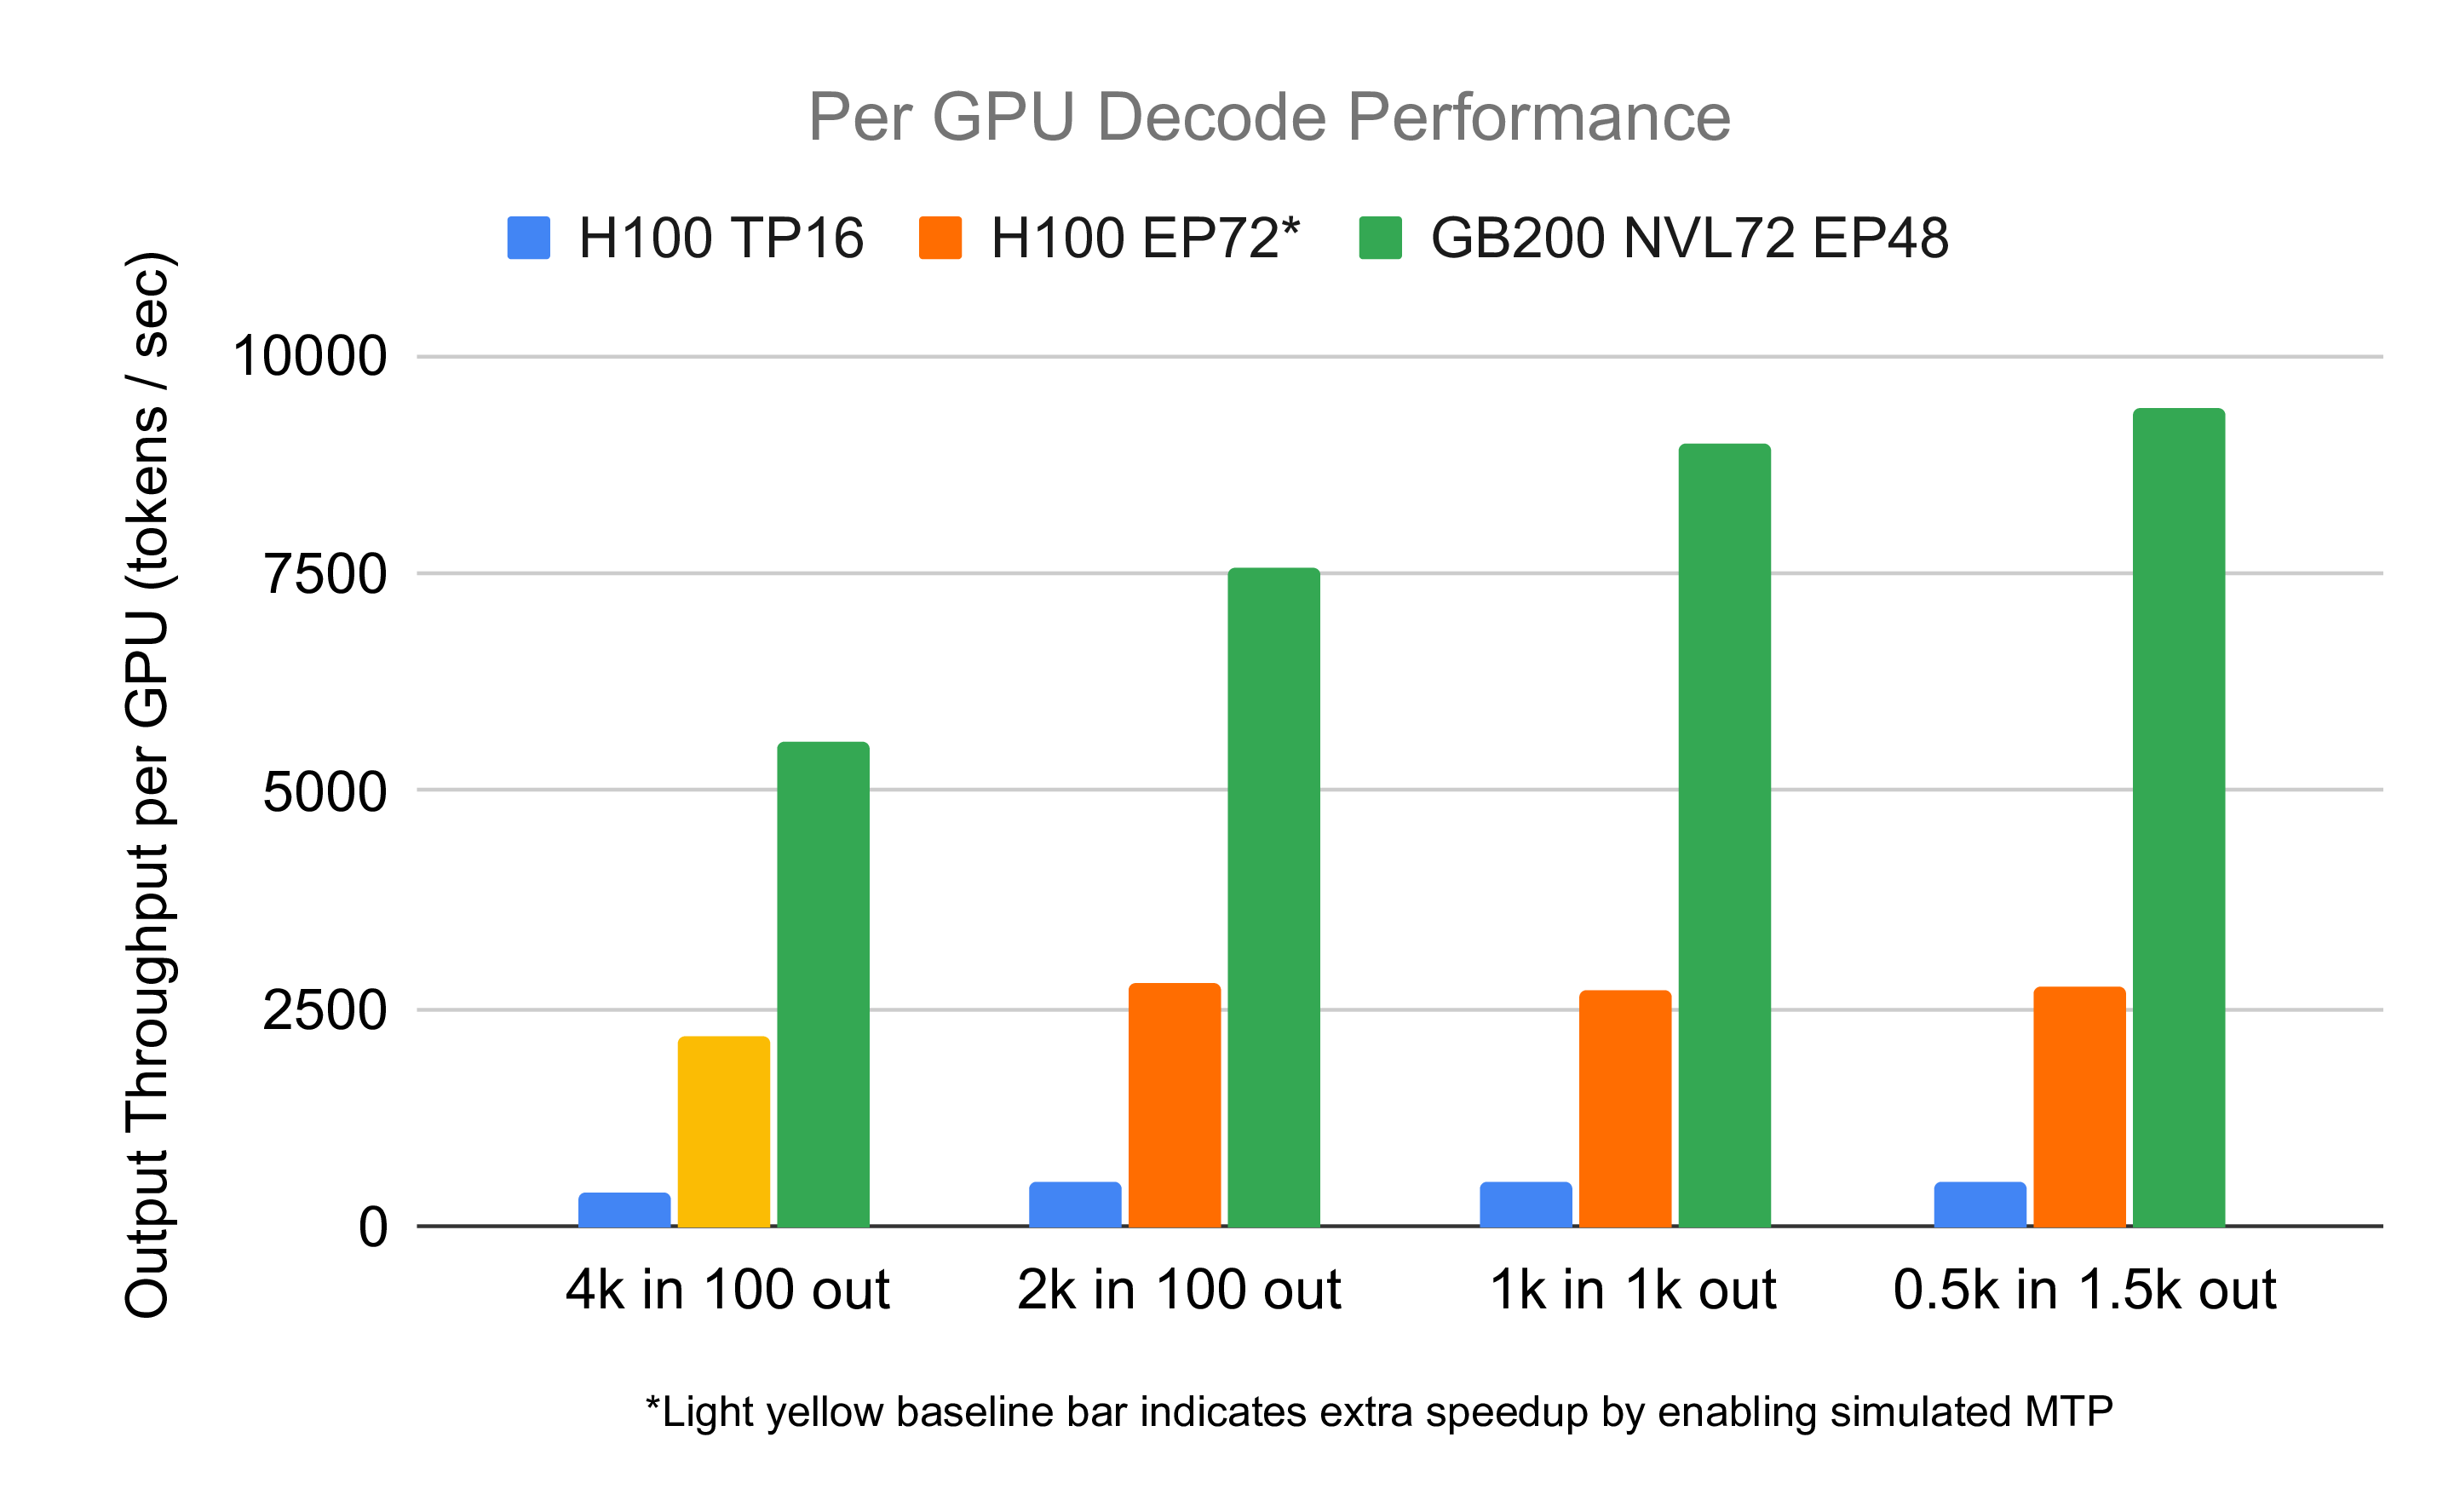 Per GPU Decode Performance
H100 TP16
H100 EP72*
GB200 NVL72 EP48
Output Throughput per GPU (tokens / sec)
10000
7500
5000
2500
0
4k in 100 out
2k in 100 out
1k in 1k out
0.5k in 1.5k out
*Light yellow baseline bar indicates extra speedup by enabling simulated MTP